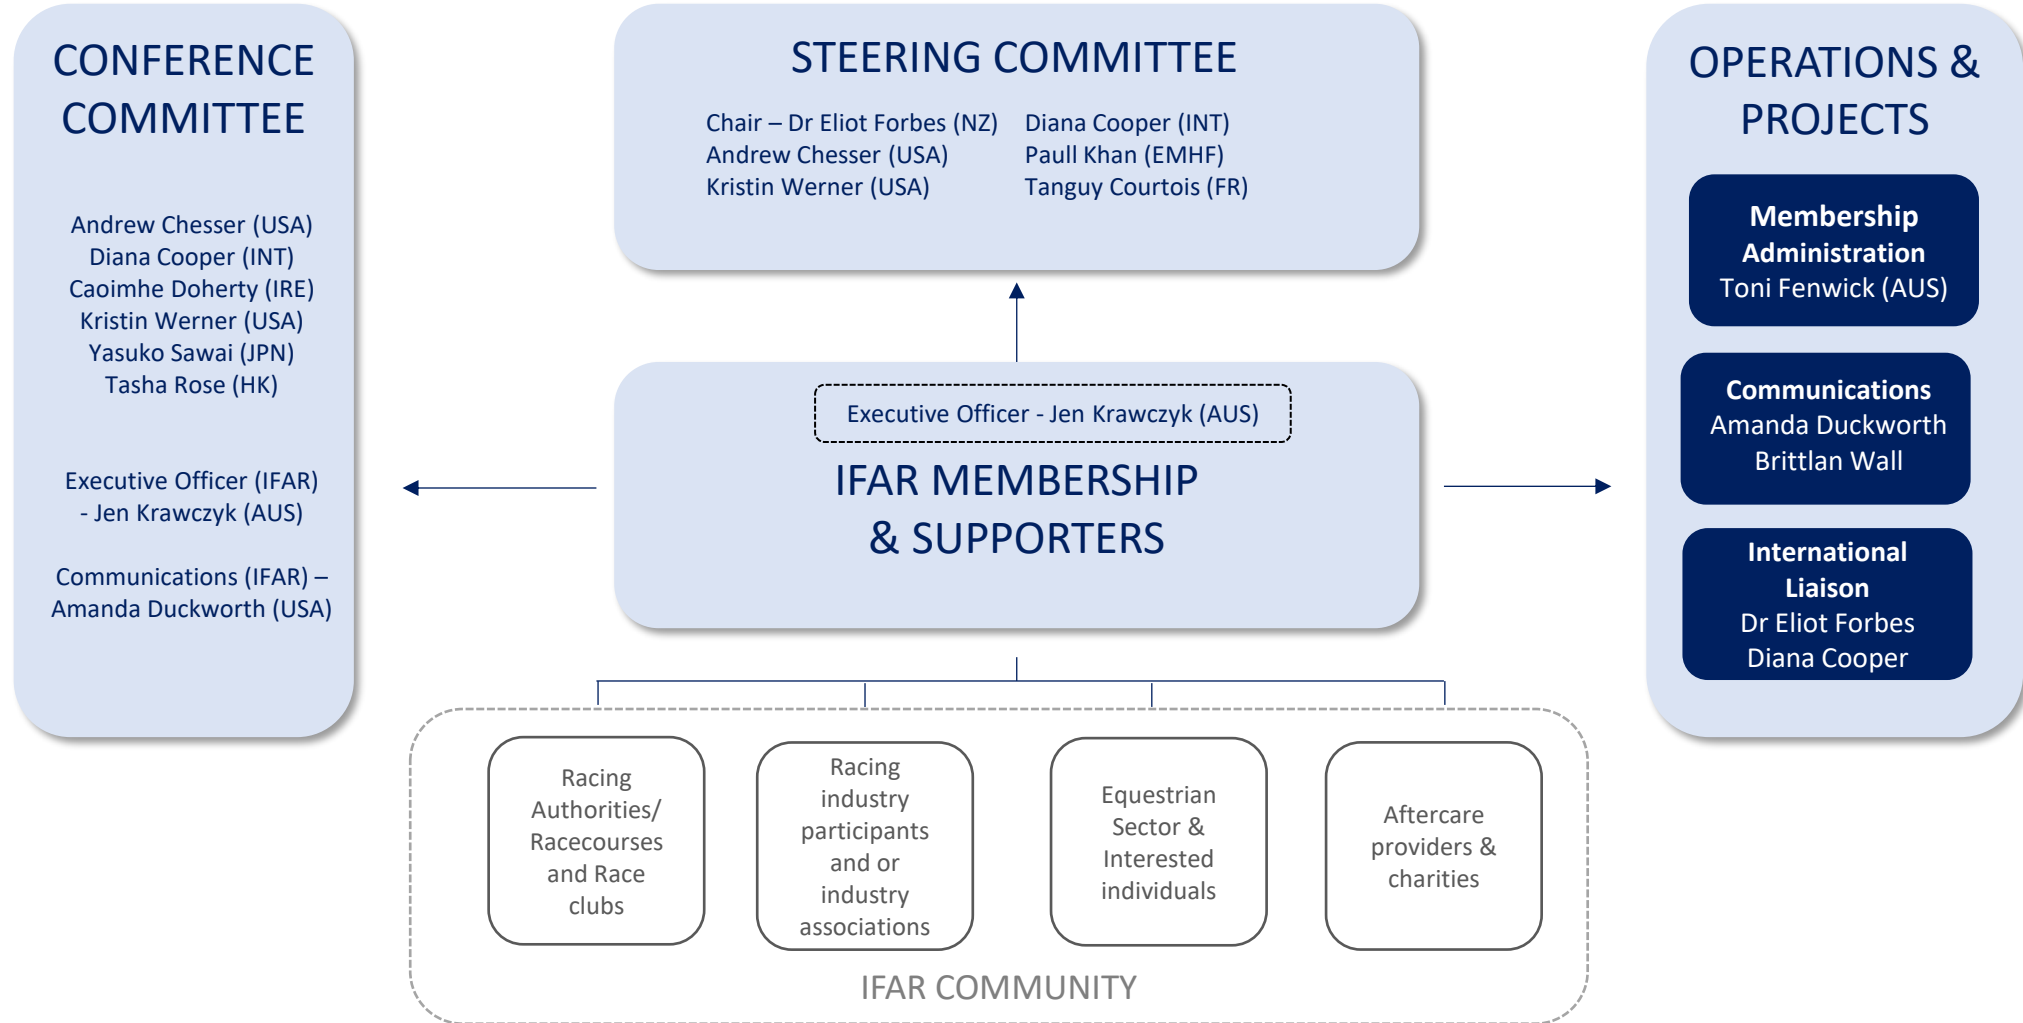 CONFERENCE
COMMITTEE
Andrew Chesser (USA)
Diana Cooper (INT)
Caoimhe Doherty (IRE)
Kristin Werner (USA)
Yasuko Sawai (JPN)
Tasha Rose (HK)
Executive Officer (IFAR)
- Jen Krawczyk (AUS)
Communications (IFAR) –
Amanda Duckworth (USA)
STEERING COMMITTEE
Chair – Dr Eliot Forbes (NZ)
Andrew Chesser (USA)
Kristin Werner (USA)
Diana Cooper (INT)
Paull Khan (EMHF)
Tanguy Courtois (FR)
Executive Officer - Jen Krawczyk (AUS)
IFAR MEMBERSHIP
& SUPPORTERS
OPERATIONS &
PROJECTS
Membership
Administration
Toni Fenwick (AUS)
Communications
Amanda Duckworth
Brittlan Wall
International
Liaison
Dr Eliot Forbes
Diana Cooper
Racing
Authorities/
Racecourses
and Race
clubs
Racing
industry
participants
and or
industry
associations
Equestrian
Sector &
Interested
individuals
Aftercare
providers &
charities
IFAR COMMUNITY